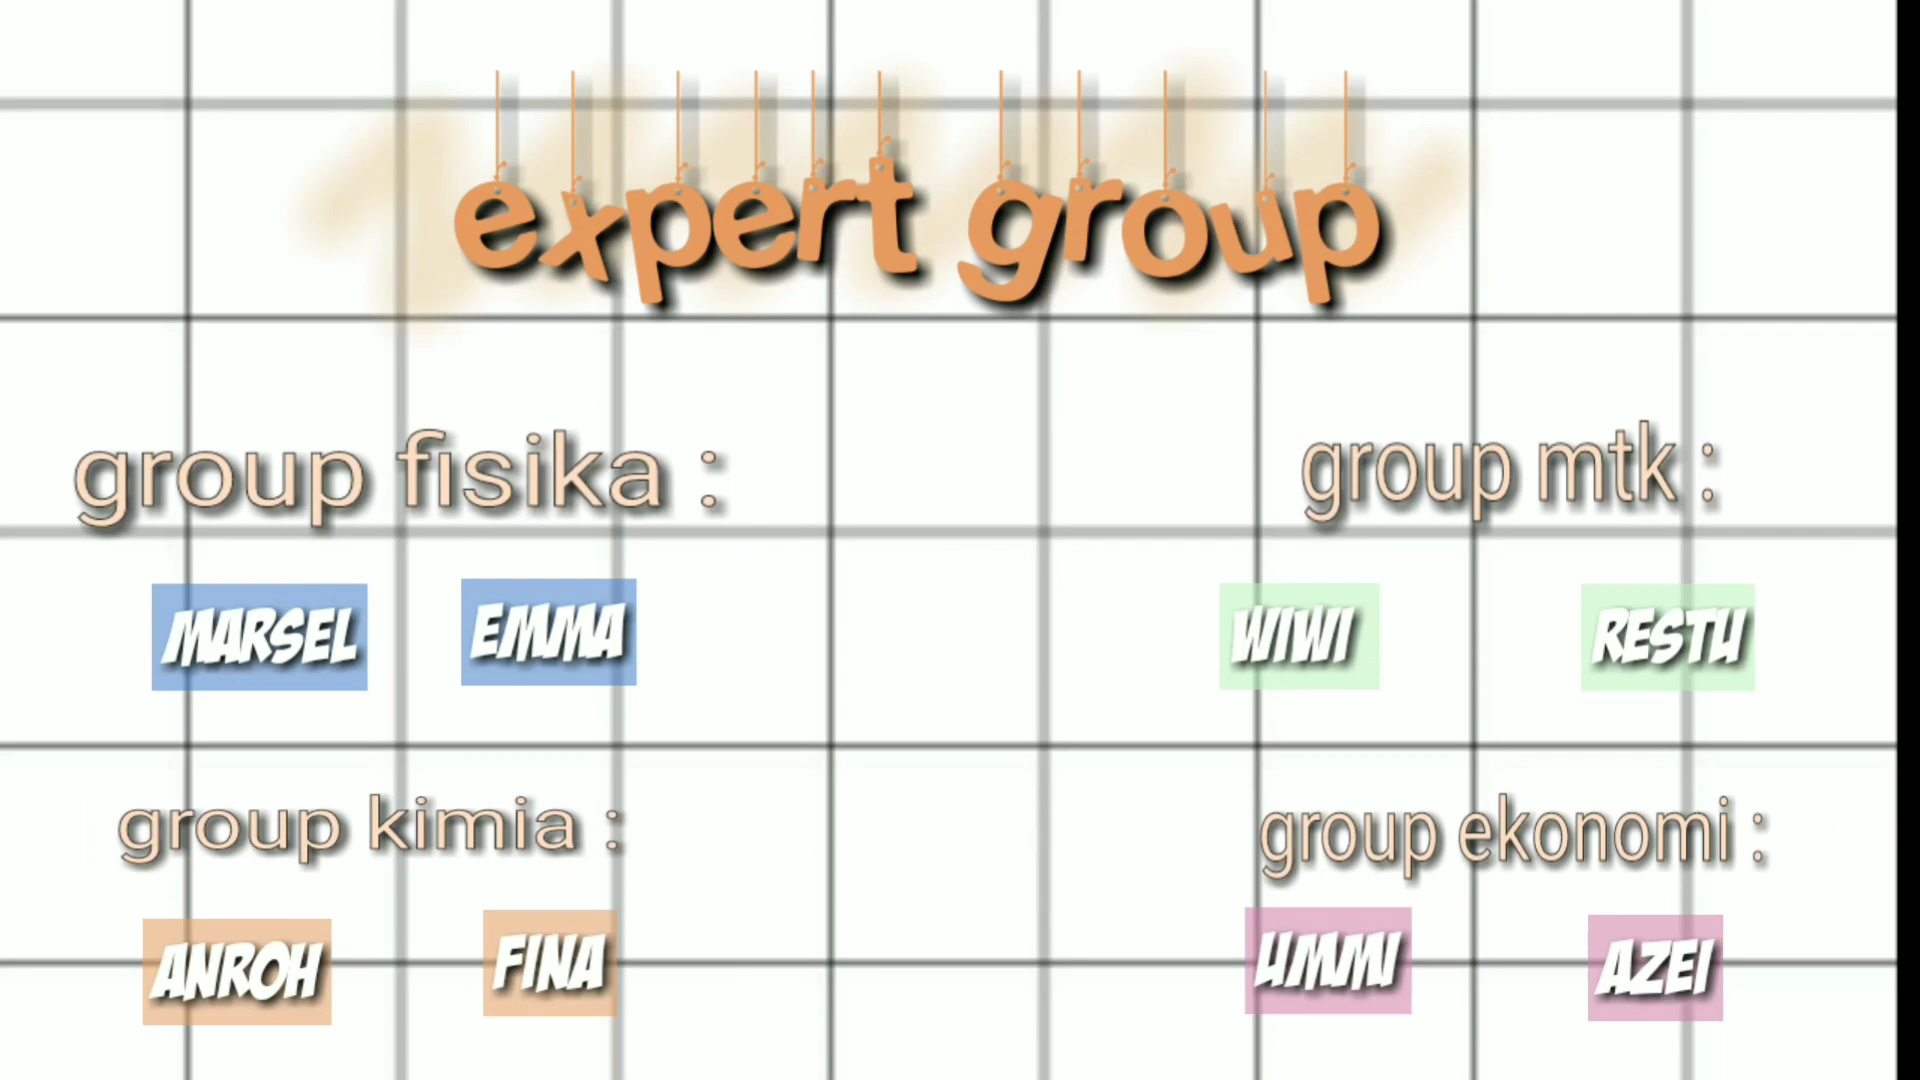 expert group
group fisika :
MARSEL EMMA
group mtk :
WIWI RESTU
group kimia :
ANROH FINA
group ekonomi :
UMMI AZEI